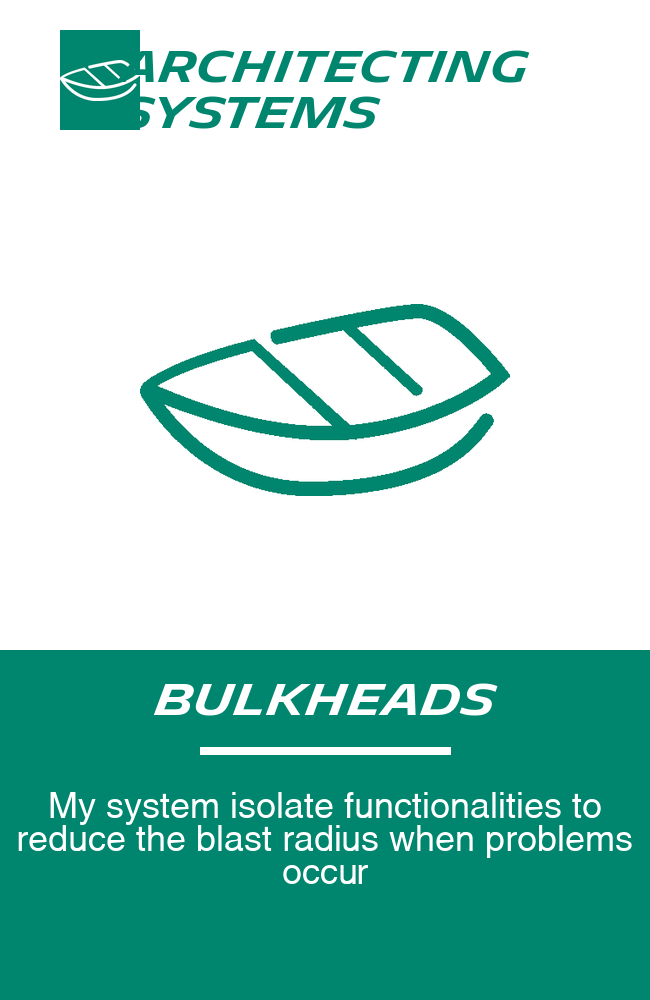 ARCHITECTING
SYSTEMS
BULKHEADS
My system isolate functionalities to
reduce the blast radius when problems
occur